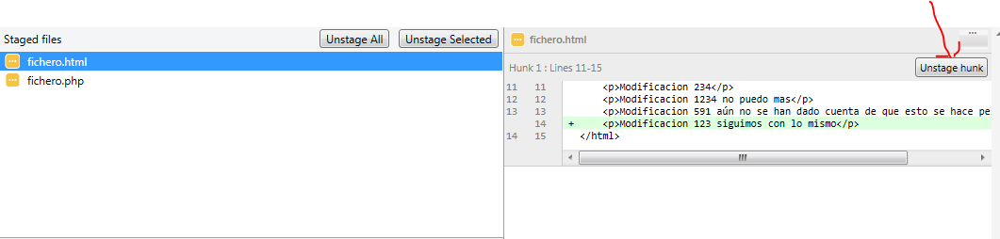 Staged files
Unstage All
Unstage Selected
fichero.html
fichero.php
fichero.html
Hunk 1 : Lines 11-15
Unstage hunk
11 11 <p>Modificacion 234</p>
12 12 <p>Modificacion 1234 no puedo mas</p>
13 13 <p>Modificacion 591 aún no se han dado cuenta de que esto se hace pe
14 + <p>Modificacion 123 siguimos con lo mismo</p>
14 15 </html>